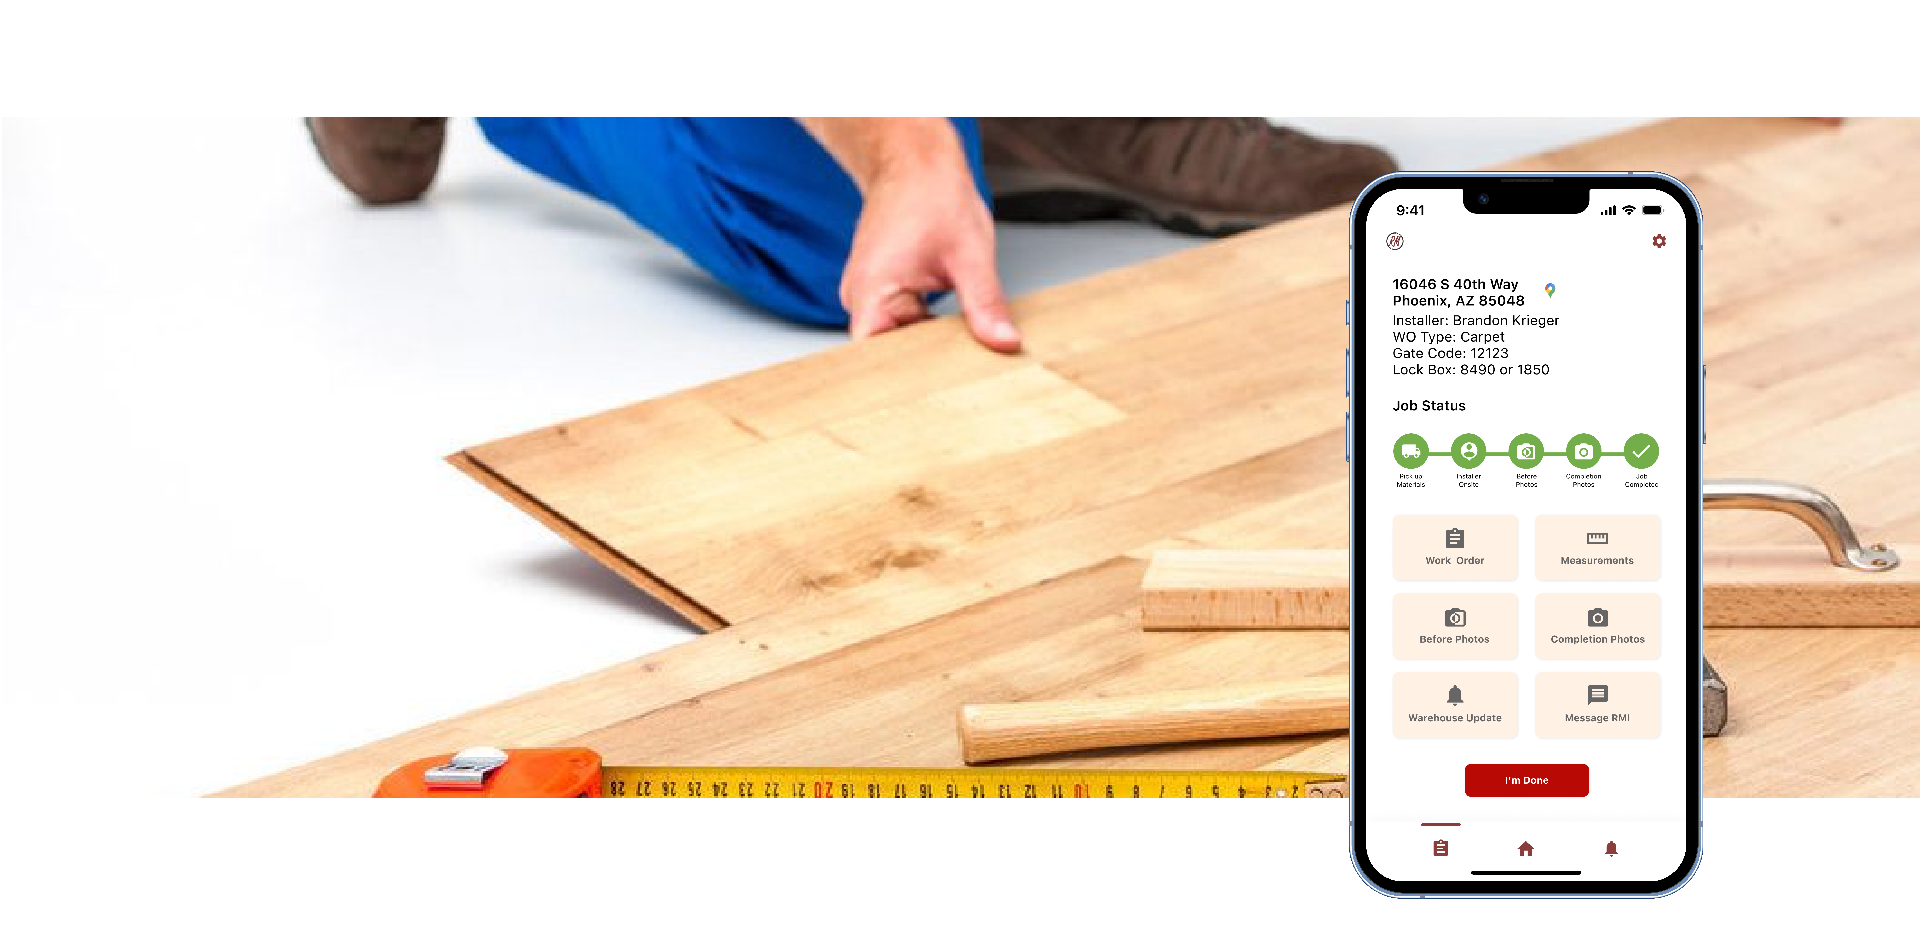 9:41
16046 S 40th Way
Phoenix, AZ 85048
Installer: Brandon Krieger
WO Type: Carpet
Gate Code: 12123
Lock Box: 8490 or 1850
Job Status
Pick up
Materials
Installer
Onsite
Before
Photos
Completion
Photos
Job
Completed
Work Order
Measurements
Before Photos
Completion Photos
Warehouse Update
Message RMI
I'm Done
28 27 26 25 24 23 22 21 20 19 18 17 16 15 14 13 12 11 10 9 8 7 6 5 4 3 2